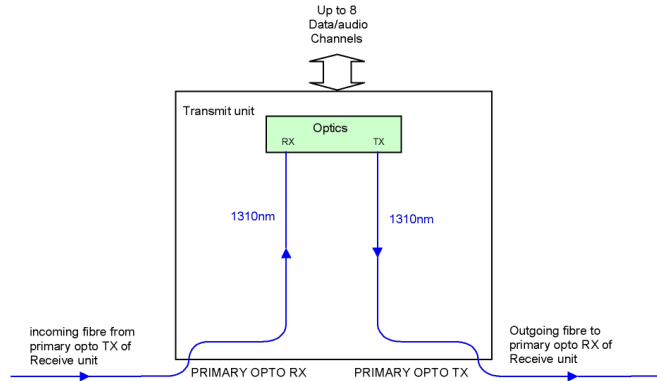 Up to 8
Data/audio
Channels
Transmit unit
Optics
RX
TX
1310nm
1310nm
incoming fibre from
primary opto TX of
Receive unit
Outgoing fibre to
primary opto RX of
Receive unit
PRIMARY OPTO RX
PRIMARY OPTO TX